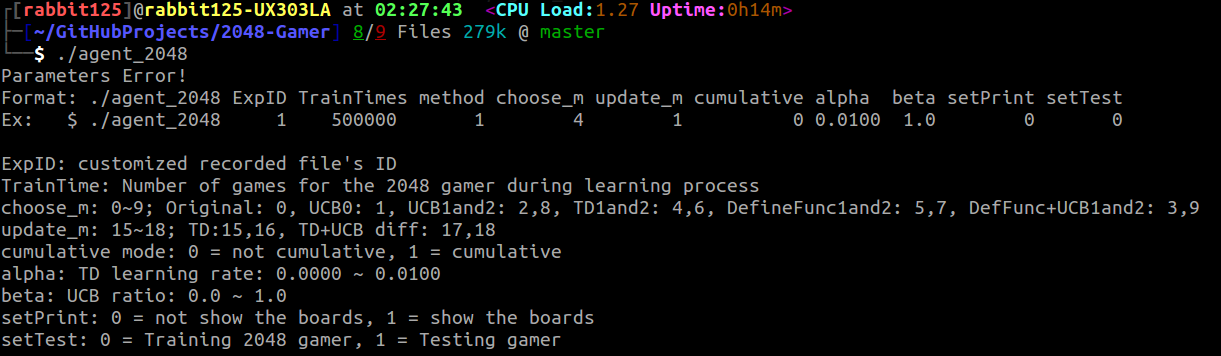 ┌[rabbit125]@rabbit125-UX303LA at 02:27:43  <CPU Load:1.27 Uptime:0h14m>
├─[~/GitHubProjects/2048-Gamer] 8/9 Files 279k @ master
└──$ ./agent_2048
Parameters Error!
Format: ./agent_2048 ExpID TrainTimes method choose_m update_m cumulative alpha  beta setPrint setTest
Ex:   $ ./agent_2048     1    500000       1        4        1          0 0.0100  1.0        0       0

ExpID: customized recorded file's ID
TrainTime: Number of games for the 2048 gamer during learning process
choose_m: 0~9; Original: 0, UCB0: 1, UCB1and2: 2,8, TD1and2: 4,6, DefineFunc1and2: 5,7, DefFunc+UCB1and2: 3,9
update_m: 15~18; TD:15,16, TD+UCB diff: 17,18
cumulative mode: 0 = not cumulative, 1 = cumulative
alpha: TD learning rate: 0.0000 ~ 0.0100
beta: UCB ratio: 0.0 ~ 1.0
setPrint: 0 = not show the boards, 1 = show the boards
setTest: 0 = Training 2048 gamer, 1 = Testing gamer